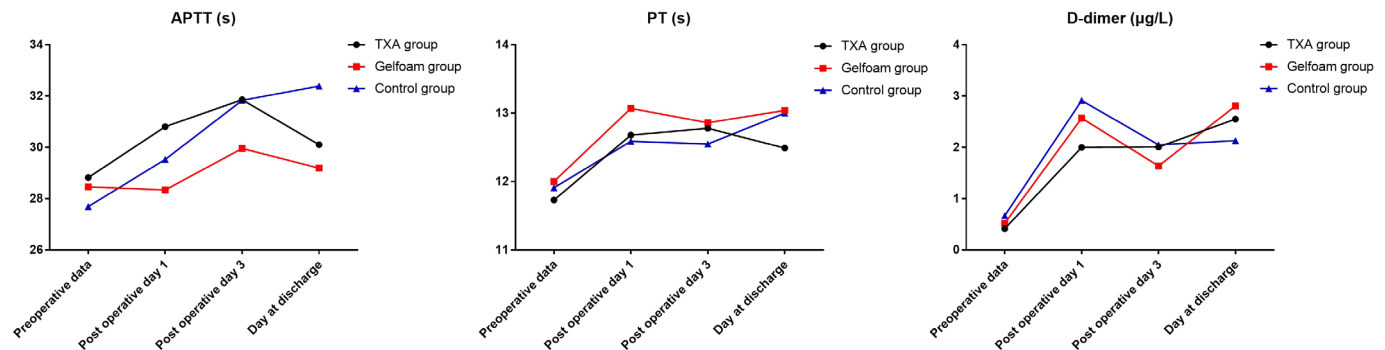 APTT (s)
34
32
30
28
26
TXA group
Gelfoam group
Control group
Preoperative data
Post operative day 1
Post operative day 3
Day at discharge
PT (s)
14
13
12
11
TXA group
Gelfoam group
Control group
Preoperative data
Post operative day 1
Post operative day 3
Day at discharge
D-dimer (μg/L)
4
3
2
1
0
TXA group
Gelfoam group
Control group
Preoperative data
Post operative day 1
Post operative day 3
Day at discharge